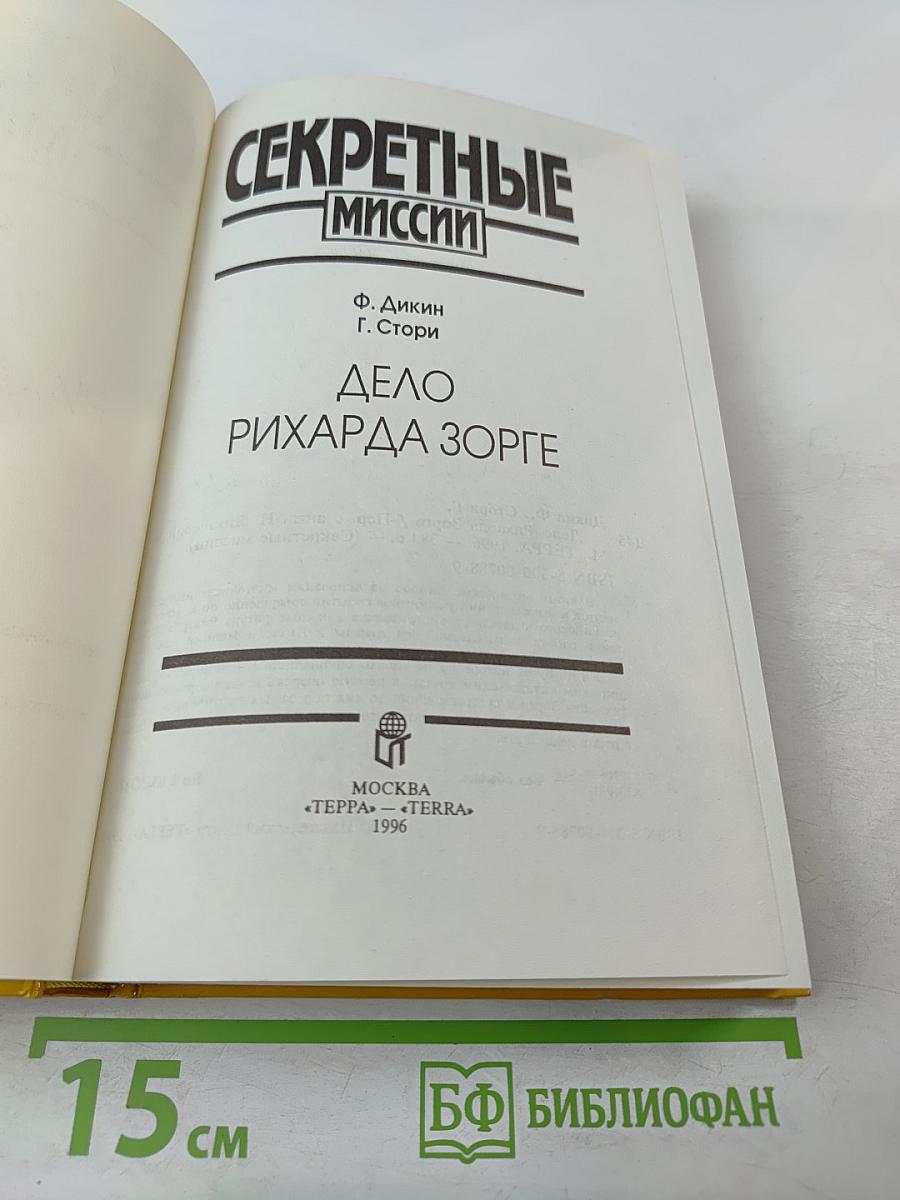 СЕКРЕТНЫЕ
МИССИИ
Ф. Дикин
Г. Стори
ДЕЛО
РИХАРДА ЗОРГЕ
МОСКВА
«ТЕРРА» — «TERRA»
1996
15 см
БФ БИБЛИОФАН